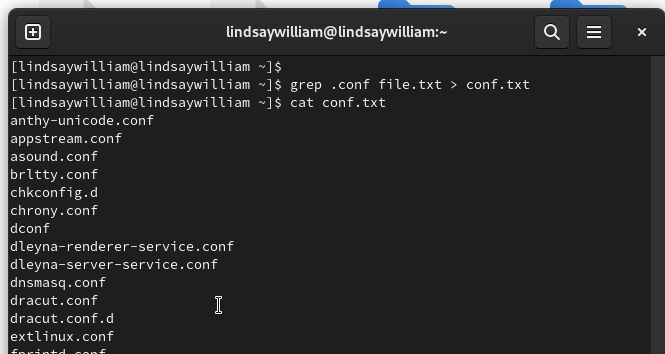 lindsaywilliam@lindsaywilliam:~
[lindsaywilliam@lindsaywilliam ~]$
[lindsaywilliam@lindsaywilliam ~]$ grep .conf file.txt > conf.txt
[lindsaywilliam@lindsaywilliam ~]$ cat conf.txt
anthy-unicode.conf
appstream.conf
asound.conf
brltty.conf
chkconfig.d
chrony.conf
dconf
dleyna-renderer-service.conf
dleyna-server-service.conf
dnsmasq.conf
dracut.conf
dracut.conf.d
extlinux.conf
fprintd.conf